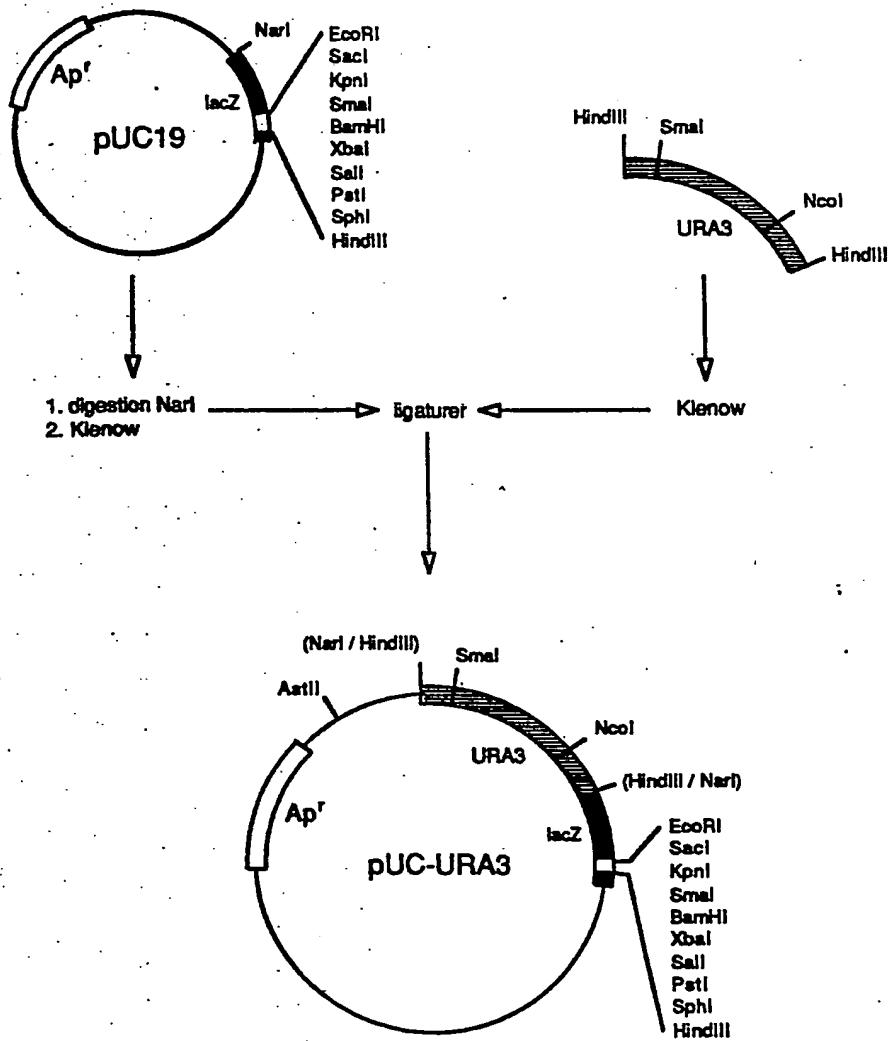 NarI
EcoRI
SacI
KpnI
SmaI
BamHI
XbaI
SalI
PstI
SphI
HindIII
Apʳ
lacZ
pUC19
HindIII
SmaI
NcoI
URA3
HindIII
1. digestion NarI
2. Klenow
ligaturer
Klenow
(NarI / HindIII)
SmaI
AatII
NcoI
URA3
(HindIII / NarI)
Apʳ
lacZ
pUC-URA3
EcoRI
SacI
KpnI
SmaI
BamHI
XbaI
SalI
PstI
SphI
HindIII